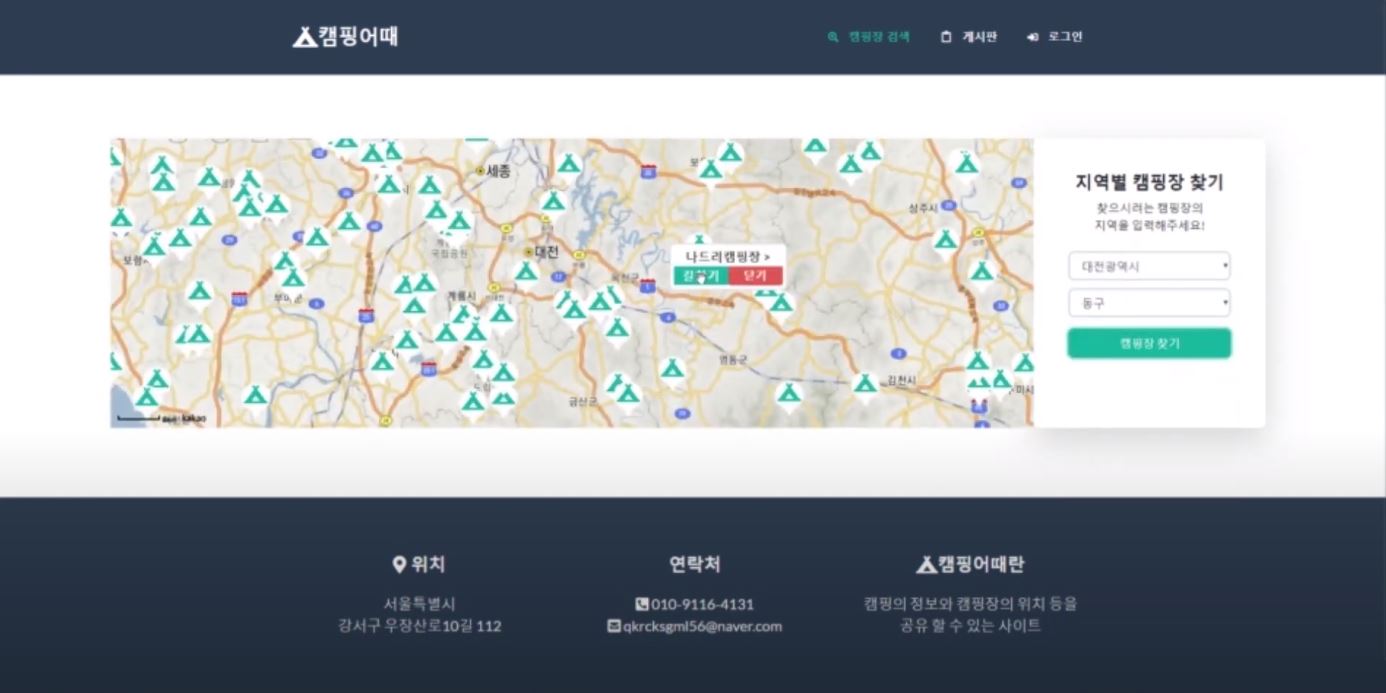 캠핑어때
캠핑장 검색
게시판
로그인
세종
대전
상주시
계룡시
옥천군
영동군
김천시
금산군
국립공원
나드리캠핑장 >
길찾기
닫기
kakao
지역별 캠핑장 찾기
찾으시려는 캠핑장의
지역을 입력해주세요!
대전광역시
동구
캠핑장 찾기
위치
서울특별시
강서구 우장산로10길 112
연락처
010-9116-4131
qkrcksgml56@naver.com
캠핑어때란
캠핑의 정보와 캠핑장의 위치 등을
공유 할 수 있는 사이트